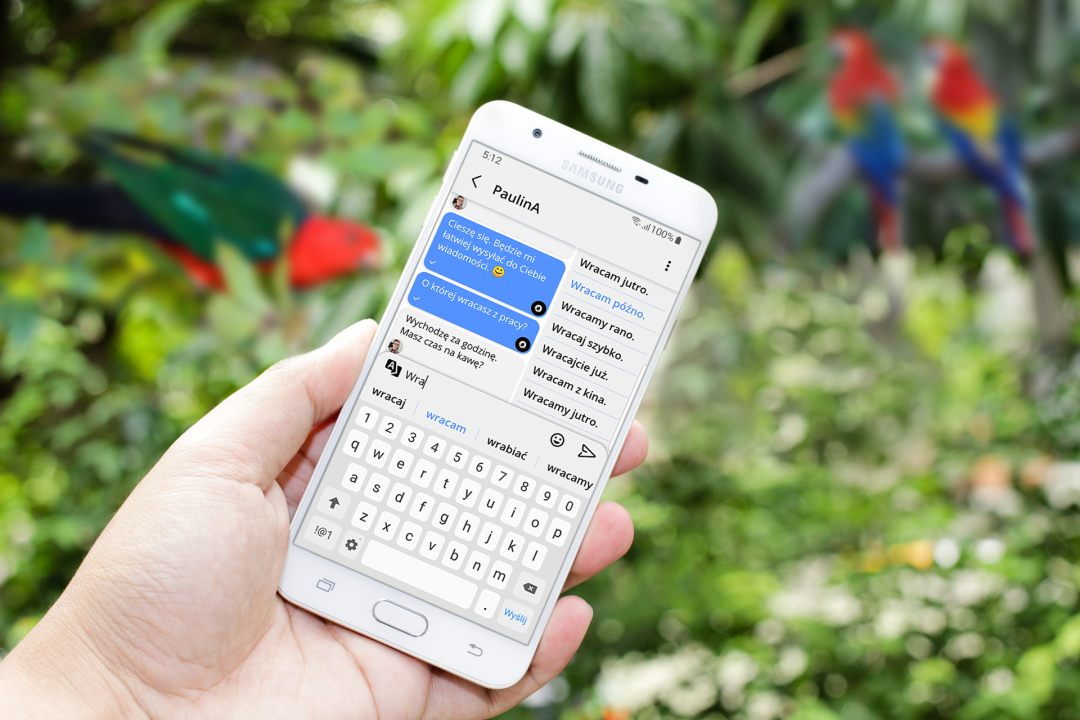 SAMSUNG
5:12
100%
PaulinA
Cieszę się. Będzie mi
łatwiej wysyłać do Ciebie
wiadomości. 😄
O której wracasz z pracy?
Wychodzę za godzinę.
Masz czas na kawę?
Wracam jutro.
Wracam późno.
Wracamy rano.
Wracaj szybko.
Wracajcie już.
Wracam z kina.
Wracamy jutro.
A Wra
wracaj wracam wrabiać wracamy
1 2 3 4 5 6 7 8 9 0
q w e r t y u i o p
a s d f g h j k l
z x c v b n m
!@1 . Wyślij